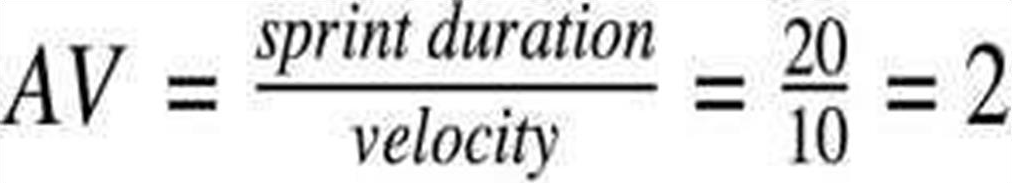 AV = sprint duration / velocity = 20 / 10 = 2